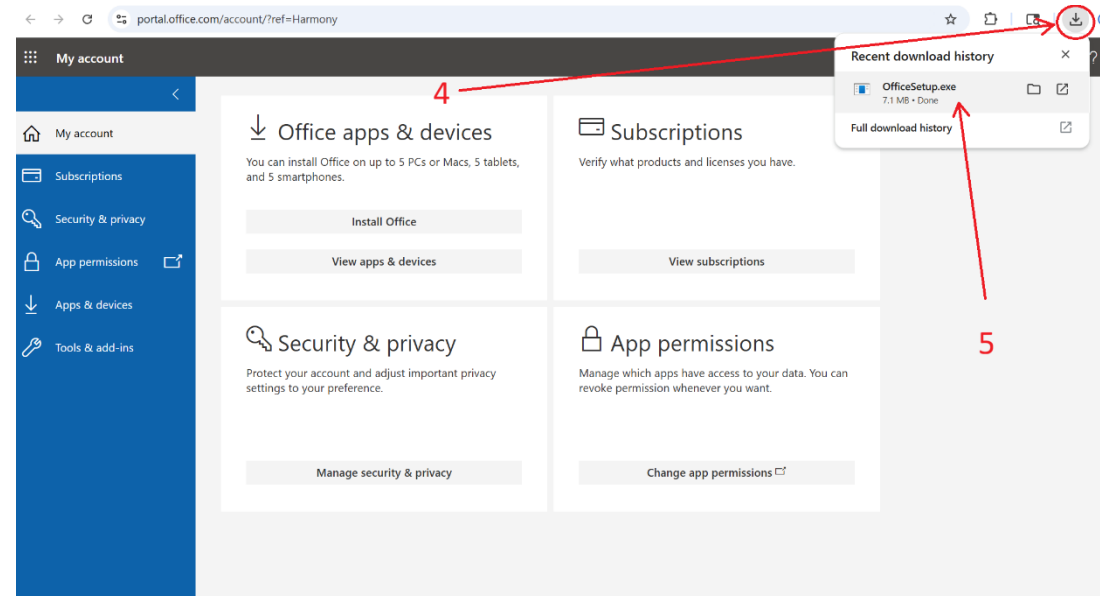 portal.office.com/account/?ref=Harmony
My account
?
Recent download history
OfficeSetup.exe
7.1 MB • Done
Full download history
4
5
My account
Subscriptions
Security & privacy
App permissions
Apps & devices
Tools & add-ins
Office apps & devices
You can install Office on up to 5 PCs or Macs, 5 tablets,
and 5 smartphones.
Install Office
View apps & devices
Subscriptions
Verify what products and licenses you have.
View subscriptions
Security & privacy
Protect your account and adjust important privacy
settings to your preference.
Manage security & privacy
App permissions
Manage which apps have access to your data. You can
revoke permission whenever you want.
Change app permissions